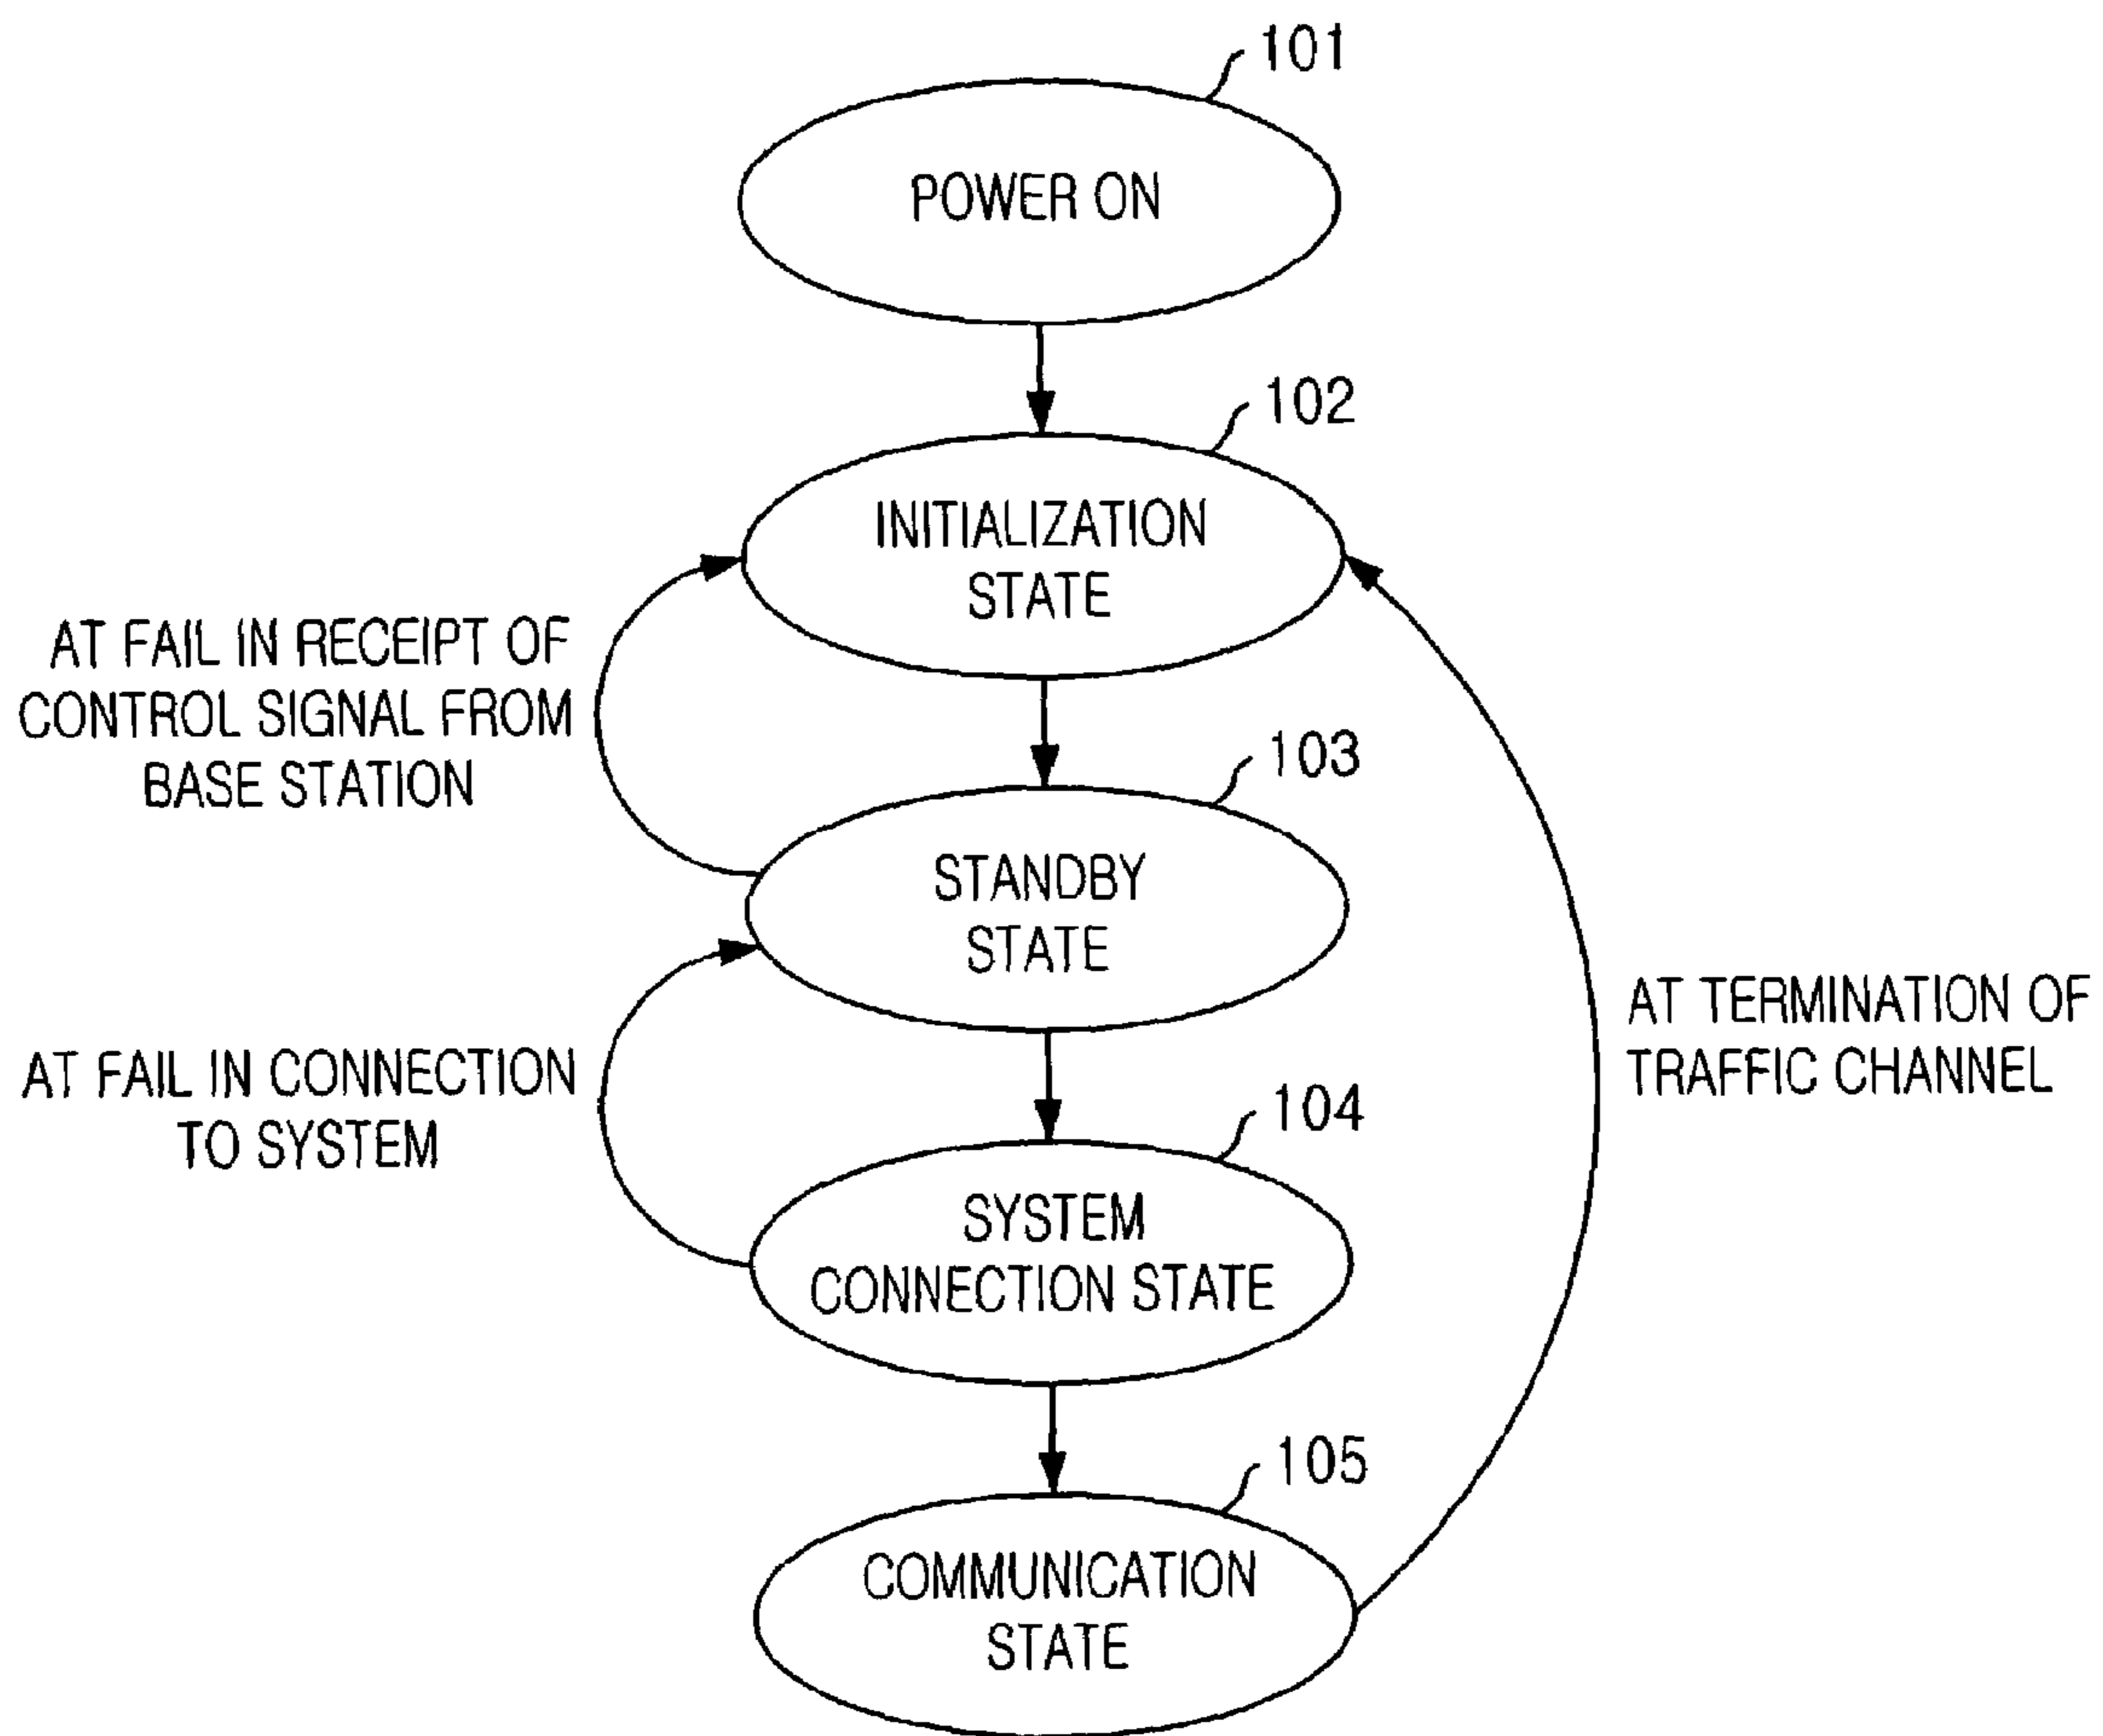 101
POWER ON
102
INITIALIZATION
STATE
AT FAIL IN RECEIPT OF
CONTROL SIGNAL FROM
BASE STATION
103
STANDBY
STATE
AT TERMINATION OF
TRAFFIC CHANNEL
AT FAIL IN CONNECTION
TO SYSTEM
104
SYSTEM
CONNECTION STATE
105
COMMUNICATION
STATE